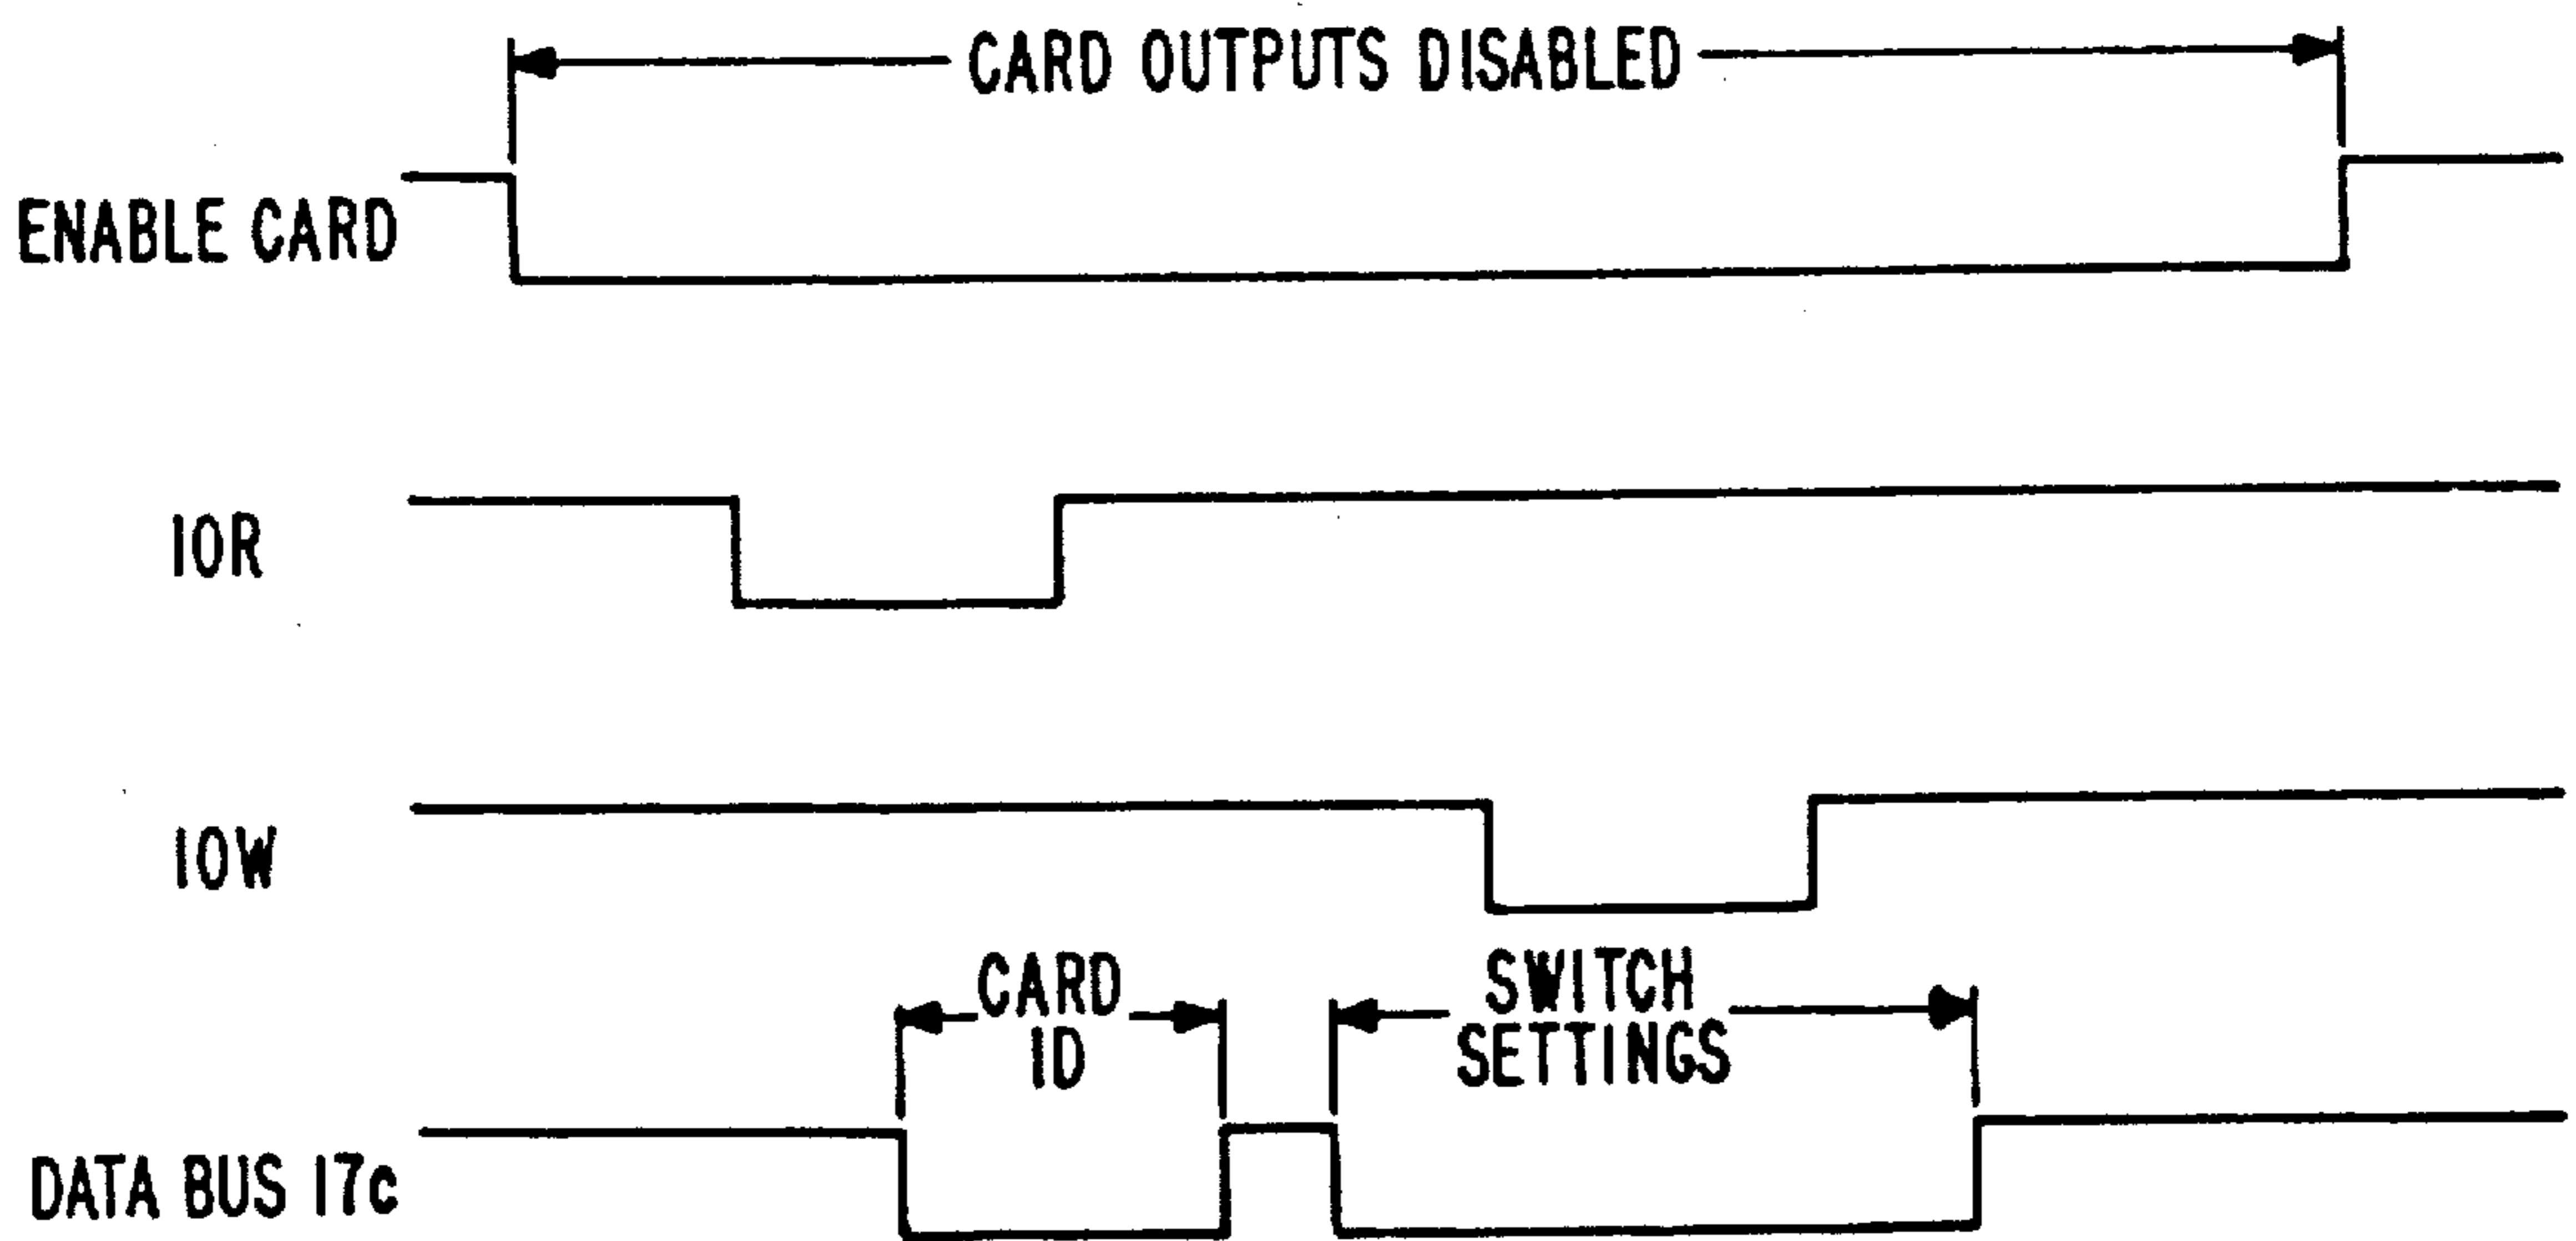 CARD OUTPUTS DISABLED
ENABLE CARD
IOR
IOW
CARD
ID
SWITCH
SETTINGS
DATA BUS 17c